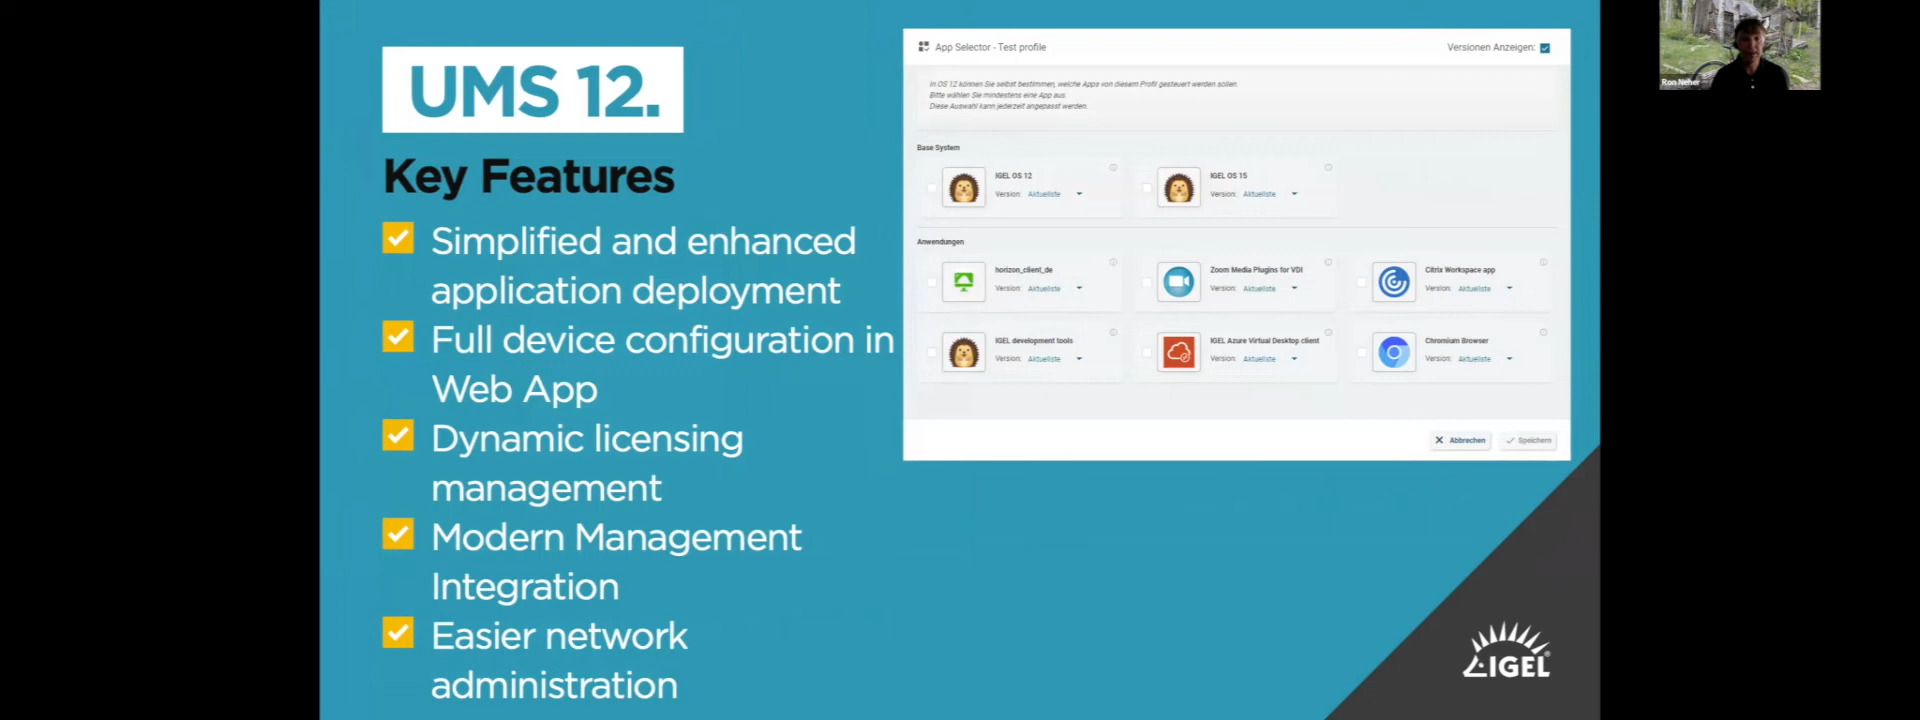 UMS 12.
Key Features
Simplified and enhanced
application deployment
Full device configuration in
Web App
Dynamic licensing
management
Modern Management
Integration
Easier network
administration
App Selector - Test profile
Versionen Anzeigen:
In OS 12 können Sie selbst bestimmen, welche Apps von diesem Profil gesteuert werden sollen.
Bitte wählen Sie mindestens eine App aus.
Diese Auswahl kann jederzeit angepasst werden.
Base System
IGEL OS 12
Version: Aktuellste
IGEL OS 15
Version: Aktuellste
Anwendungen
horizon_client_de
Version: Aktuellste
Zoom Media Plugins for VDI
Version: Aktuellste
Citrix Workspace app
Version: Aktuellste
IGEL development tools
Version: Aktuellste
IGEL Azure Virtual Desktop client
Version: Aktuellste
Chromium Browser
Version: Aktuellste
Abbrechen
Speichern
IGEL
Ron Neher